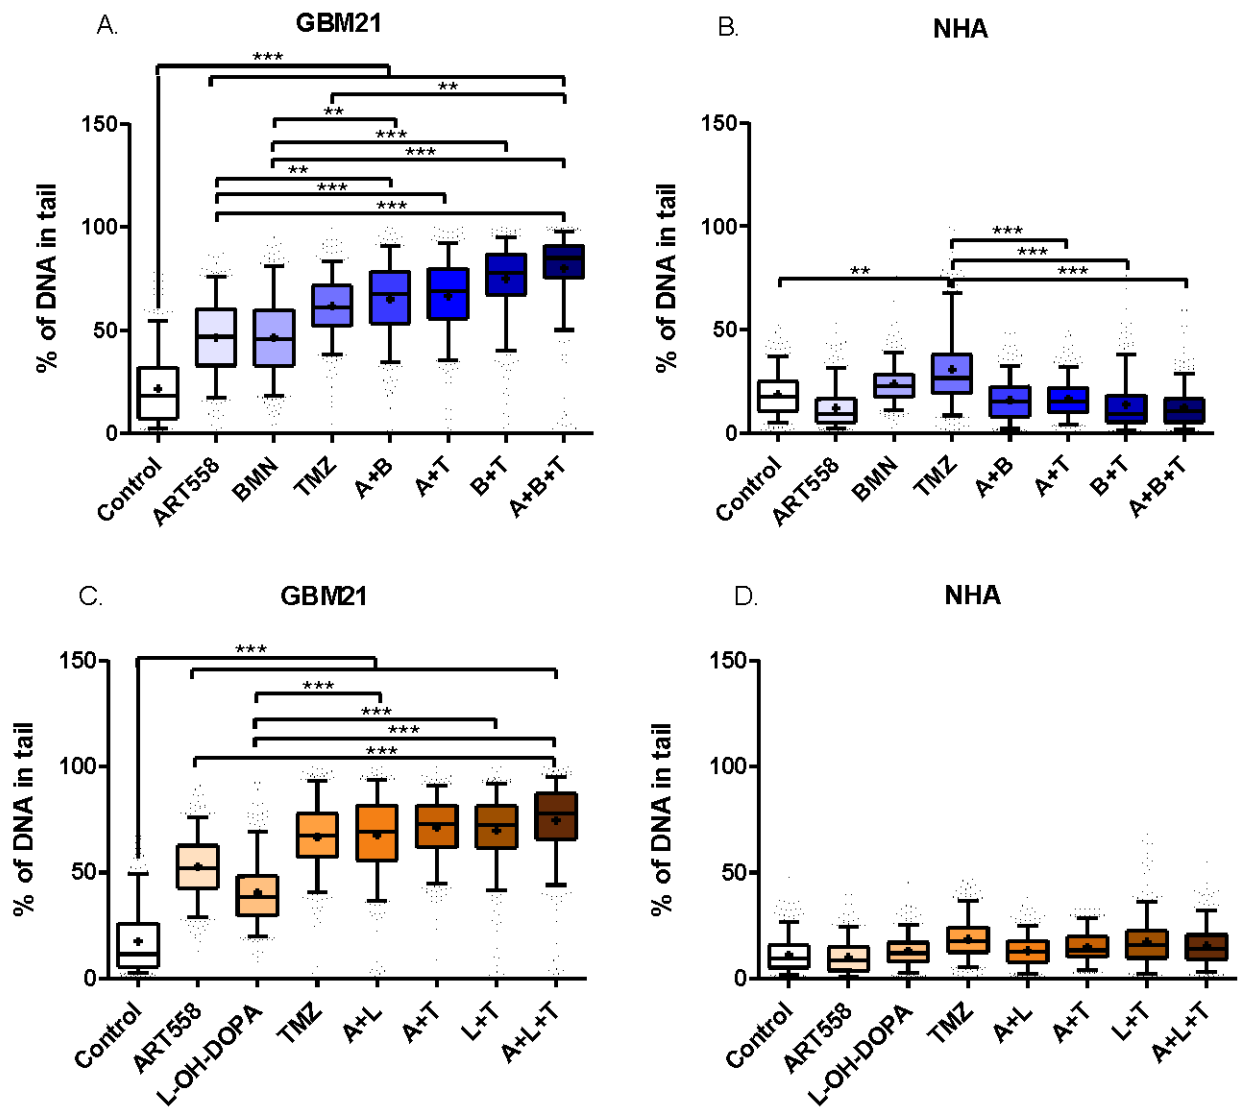 A.
GBM21
% of DNA in tail
150
100
50
0
***
**
**
***
***
**
***
***
Control
ART558
BMN
TMZ
A+B
A+T
B+T
A+B+T
B.
NHA
% of DNA in tail
150
100
50
0
***
***
**
***
Control
ART558
BMN
TMZ
A+B
A+T
B+T
A+B+T
C.
GBM21
% of DNA in tail
150
100
50
0
***
***
***
***
***
Control
ART558
L-OH-DOPA
TMZ
A+L
A+T
L+T
A+L+T
D.
NHA
% of DNA in tail
150
100
50
0
Control
ART558
L-OH-DOPA
TMZ
A+L
A+T
L+T
A+L+T